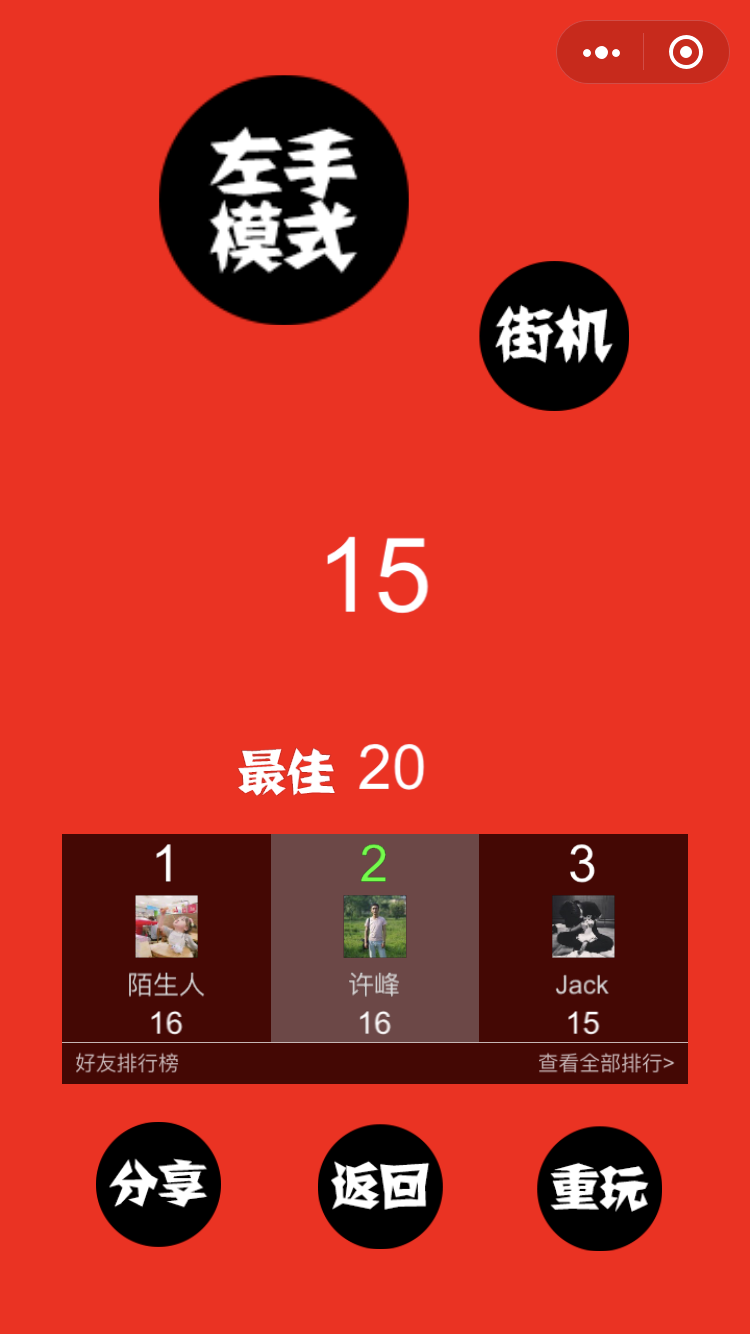 左手
模式
街机
15
最佳 20
1 2 3
陌生人 许峰 Jack
16 16 15
好友排行榜 查看全部排行>
分享 返回 重玩